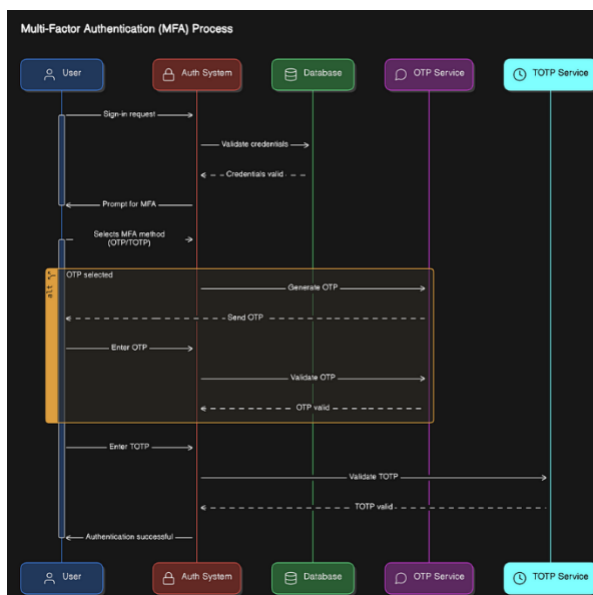 Multi-Factor Authentication (MFA) Process
User
Auth System
Database
OTP Service
TOTP Service
Sign-in request
Validate credentials
Credentials valid
Prompt for MFA
Selects MFA method
(OTP/TOTP)
alt
OTP selected
Generate OTP
Send OTP
Enter OTP
Validate OTP
OTP valid
Enter TOTP
Validate TOTP
TOTP valid
Authentication successful
User
Auth System
Database
OTP Service
TOTP Service